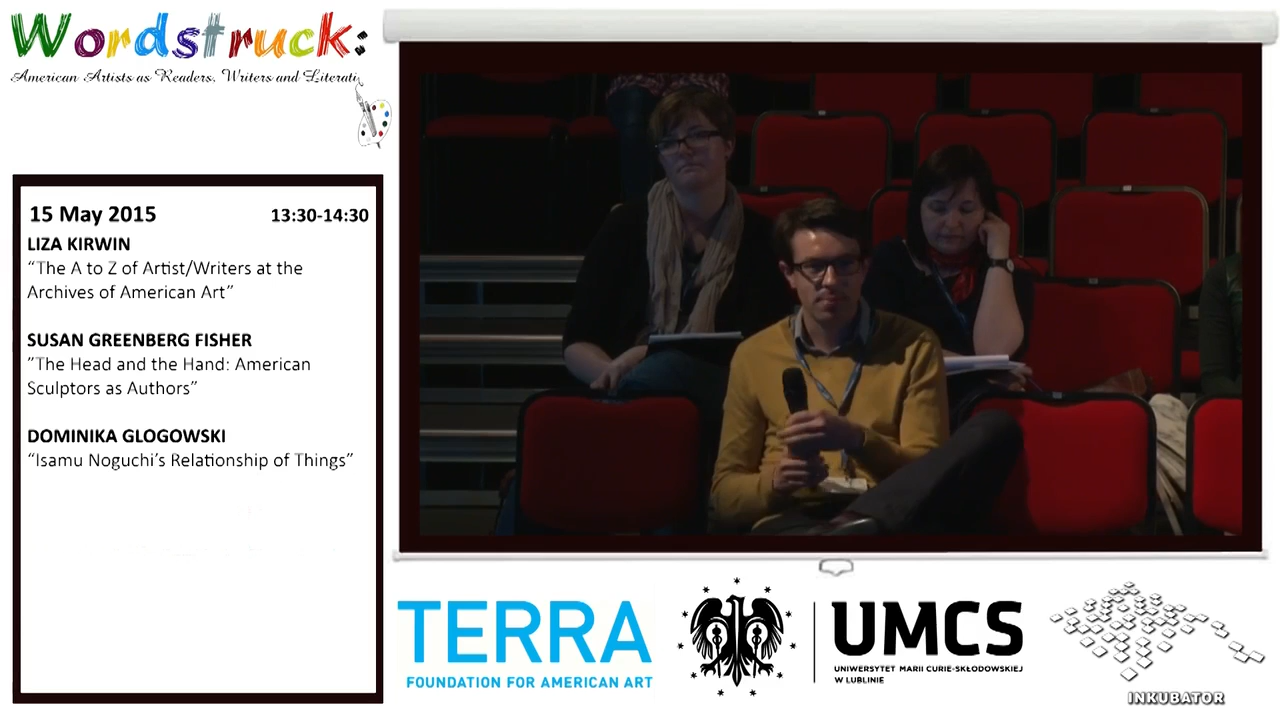 Wordstruck:
American Artists as Readers, Writers and Literati
15 May 2015 13:30-14:30
LIZA KIRWIN
“The A to Z of Artist/Writers at the
Archives of American Art”
SUSAN GREENBERG FISHER
”The Head and the Hand: American
Sculptors as Authors”
DOMINIKA GLOGOWSKI
“Isamu Noguchi’s Relationship of Things”
TERRA
FOUNDATION FOR AMERICAN ART
UMCS
UNIWERSYTET MARII CURIE-SKŁODOWSKIEJ
W LUBLINIE
INKUBATOR